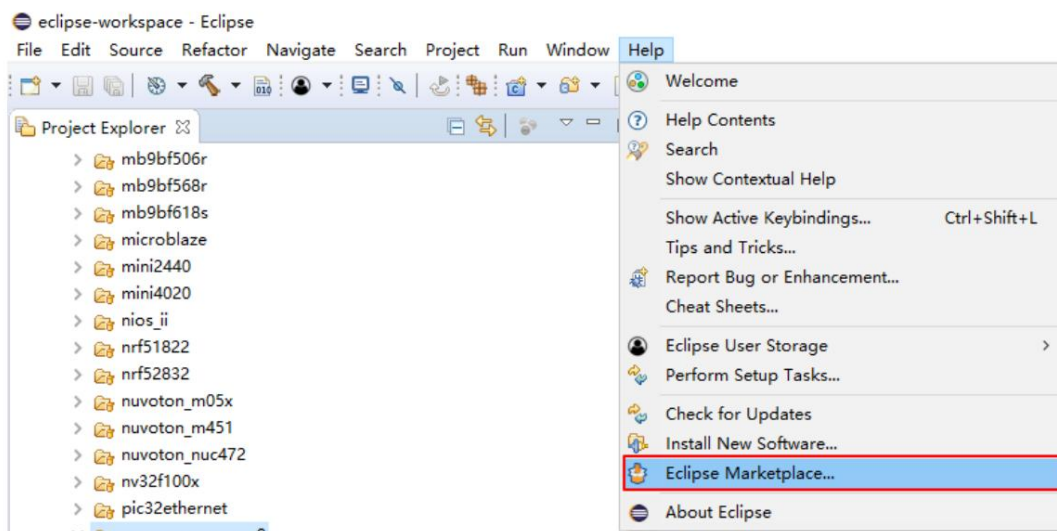 eclipse-workspace - Eclipse
File Edit Source Refactor Navigate Search Project Run Window Help
Project Explorer
mb9bf506r
mb9bf568r
mb9bf618s
microblaze
mini2440
mini4020
nios_ii
nrf51822
nrf52832
nuvoton_m05x
nuvoton_m451
nuvoton_nuc472
nv32f100x
pic32ethernet
Welcome
Help Contents
Search
Show Contextual Help
Show Active Keybindings... Ctrl+Shift+L
Tips and Tricks...
Report Bug or Enhancement...
Cheat Sheets...
Eclipse User Storage
Perform Setup Tasks...
Check for Updates
Install New Software...
Eclipse Marketplace...
About Eclipse